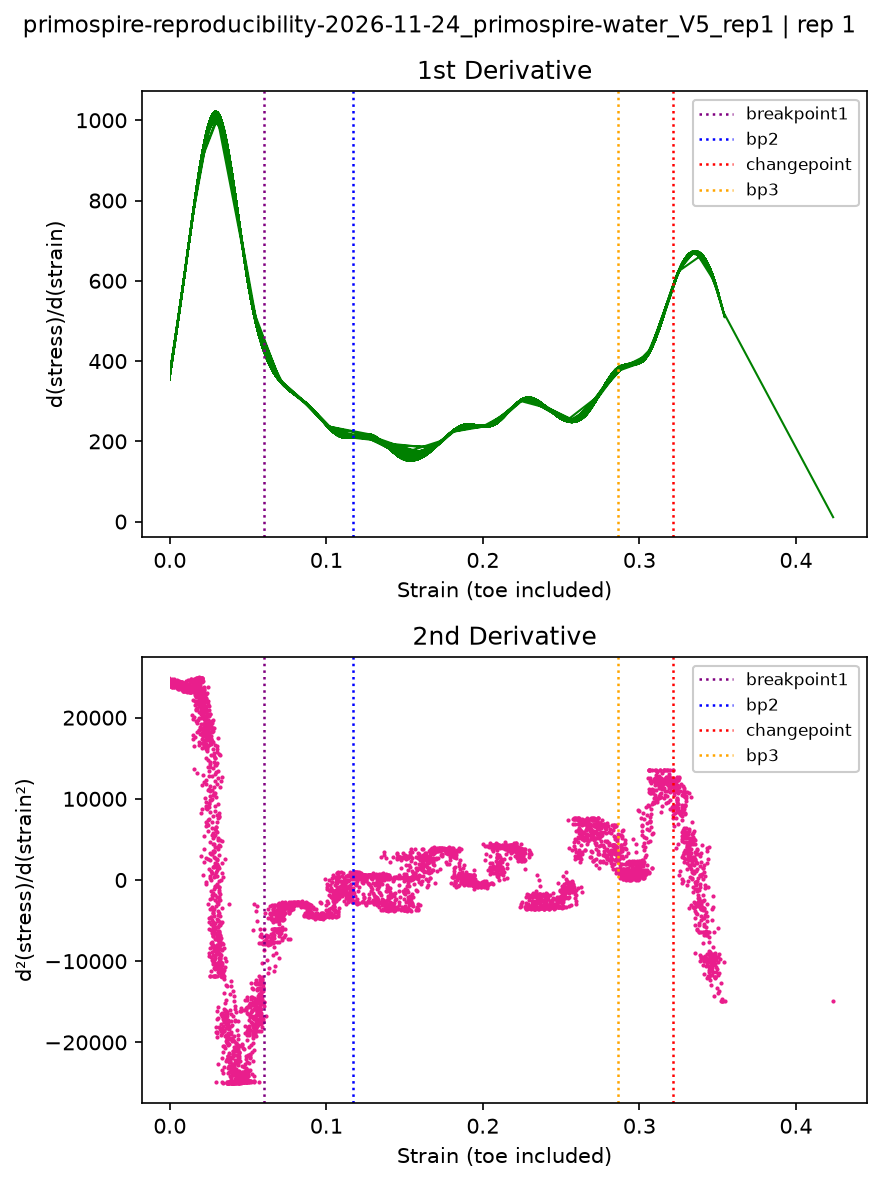 primospire-reproducibility-2026-11-24_primospire-water_V5_rep1 | rep 1
1st Derivative
1000
800
600
400
200
0
d(stress)/d(strain)
breakpoint1
bp2
changepoint
bp3
0.0 0.1 0.2 0.3 0.4
Strain (toe included)
2nd Derivative
20000
10000
0
−10000
−20000
d²(stress)/d(strain²)
breakpoint1
bp2
changepoint
bp3
0.0 0.1 0.2 0.3 0.4
Strain (toe included)